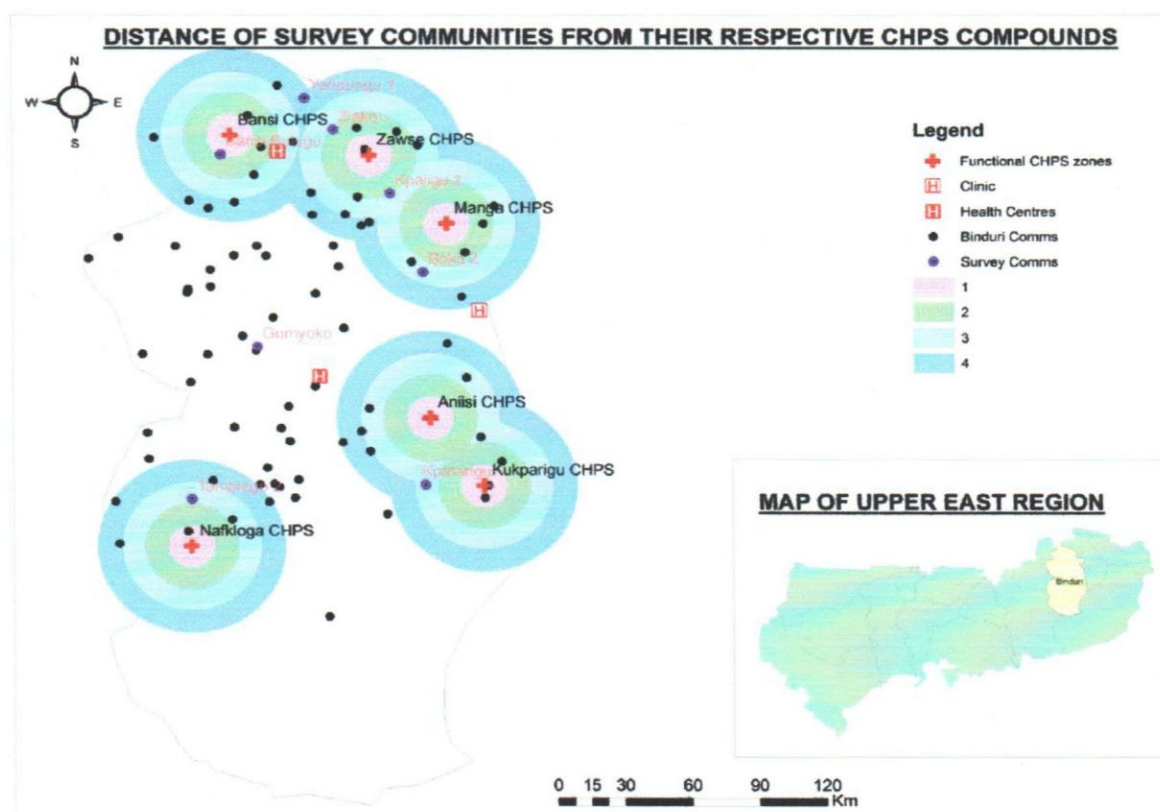 DISTANCE OF SURVEY COMMUNITIES FROM THEIR RESPECTIVE CHPS COMPOUNDS
N
W E
S
Bansi CHPS
Zawse CHPS
Manga CHPS
Gumyoko
Aniisi CHPS
Kukparigu CHPS
Nafkloga CHPS
Legend
Functional CHPS zones
H Clinic
H Health Centres
Binduri Comms
Survey Comms
1
2
3
4
MAP OF UPPER EAST REGION
Binduri
0 15 30 60 90 120
Km